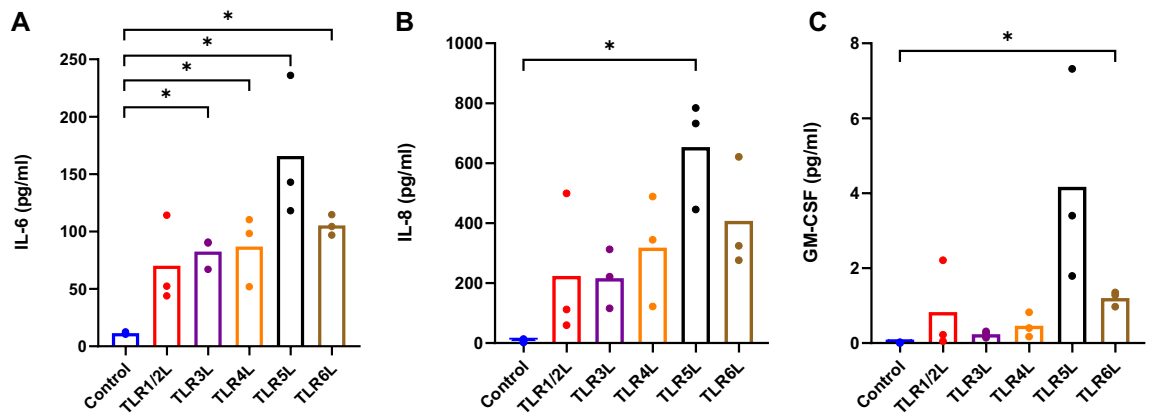 A
IL-6 (pg/ml)
250
200
150
100
50
0
*
*
*
*
Control
TLR1/2L
TLR3L
TLR4L
TLR5L
TLR6L
B
IL-8 (pg/ml)
1000
800
600
400
200
0
*
Control
TLR1/2L
TLR3L
TLR4L
TLR5L
TLR6L
C
GM-CSF (pg/ml)
8
6
4
2
0
*
Control
TLR1/2L
TLR3L
TLR4L
TLR5L
TLR6L